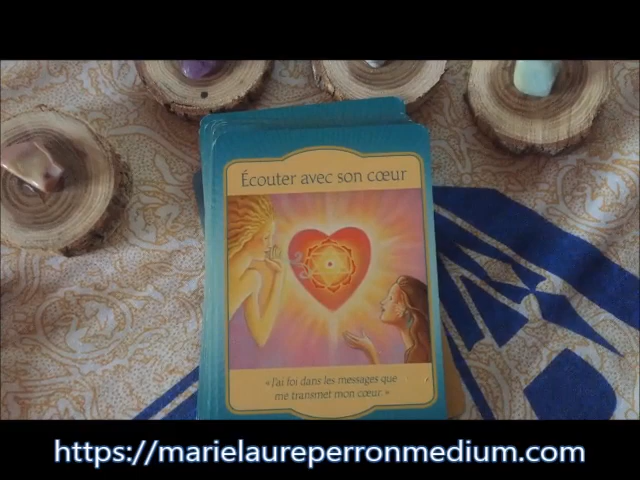 Écouter avec son cœur
« J'ai foi dans les messages que
me transmet mon cœur. »
https://marielaureperronmedium.com